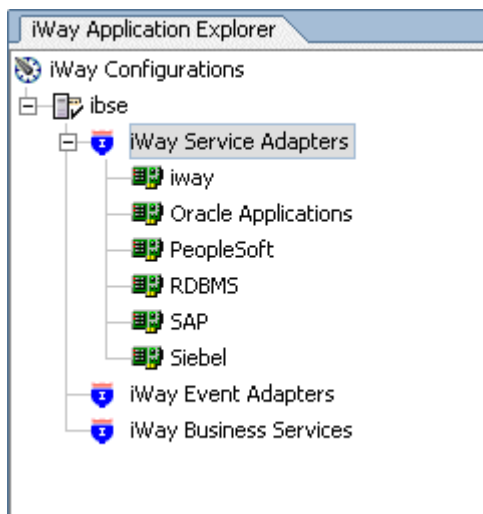 iWay Application Explorer
iWay Configurations
ibse
iWay Service Adapters
iway
Oracle Applications
PeopleSoft
RDBMS
SAP
Siebel
iWay Event Adapters
iWay Business Services